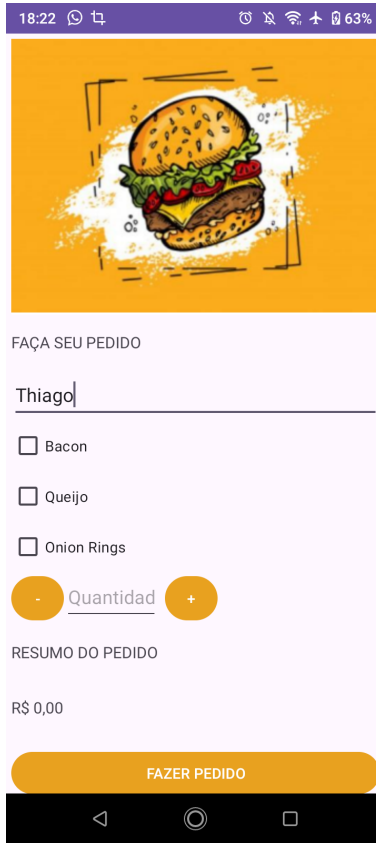 18:22 63%
FAÇA SEU PEDIDO
Thiago
Bacon
Queijo
Onion Rings
- Quantidad +
RESUMO DO PEDIDO
R$ 0,00
FAZER PEDIDO